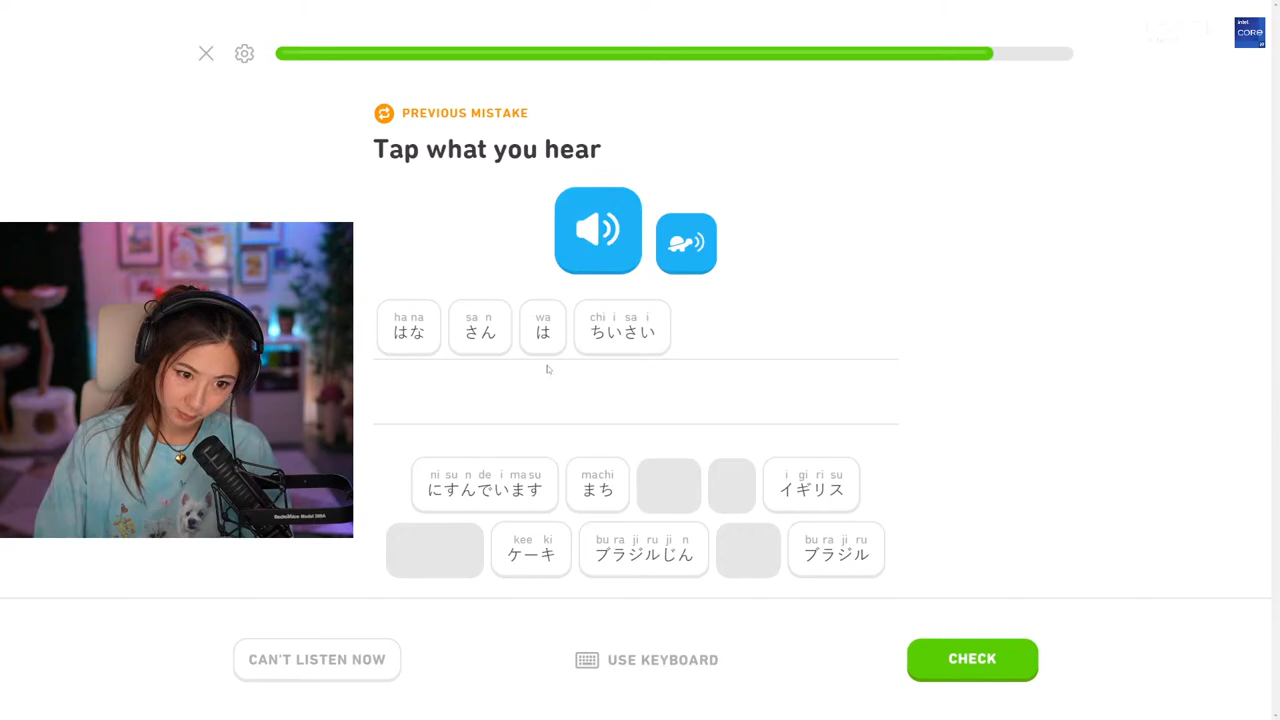 intel
CORE
PREVIOUS MISTAKE
Tap what you hear
ha na sa n wa chi i sa i
はな さん は ちいさい
ni su n de i ma su machi i gi ri su
にすんでいます まち イギリス
kee ki bu ra ji ru ji n bu ra ji ru
ケーキ ブラジルじん ブラジル
CAN'T LISTEN NOW USE KEYBOARD CHECK